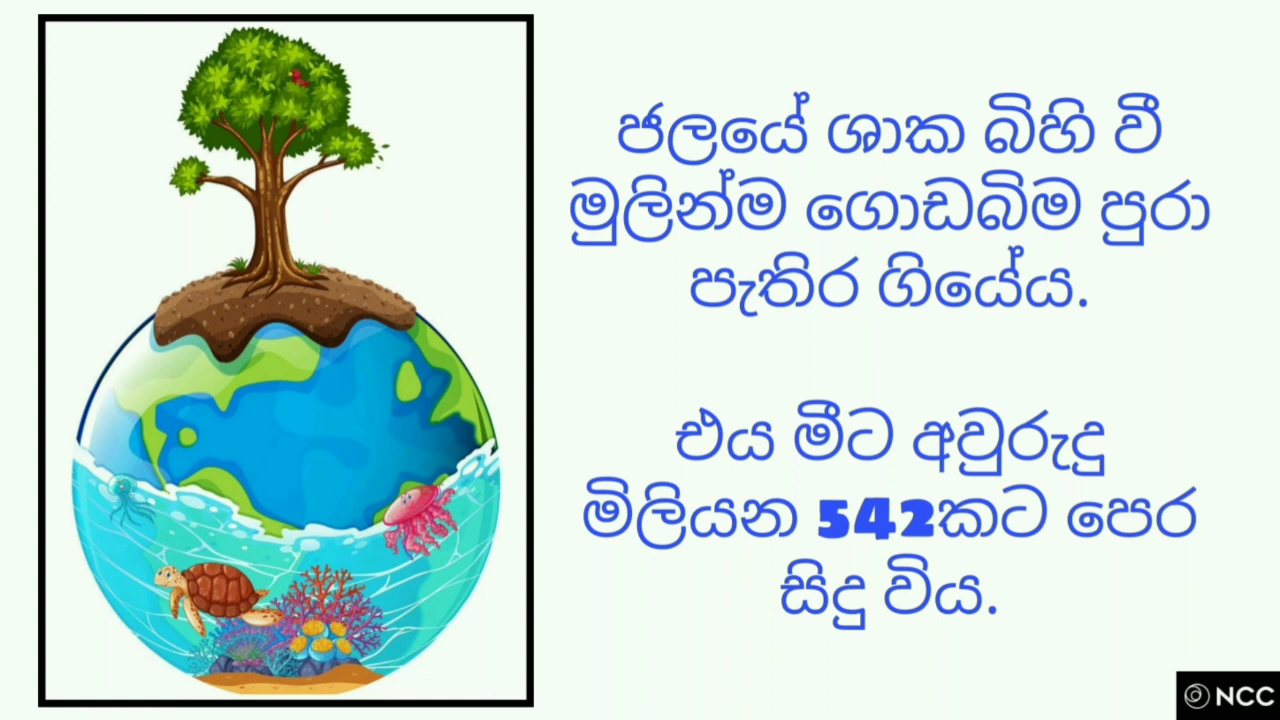 ජලයේ ශාක බිහි වී
මුලින්ම ගොඩබිම පුරා
පැතිර ගියේය.
එය මීට අවුරුදු
මිලියන 542කට පෙර
සිදු විය.
NCC